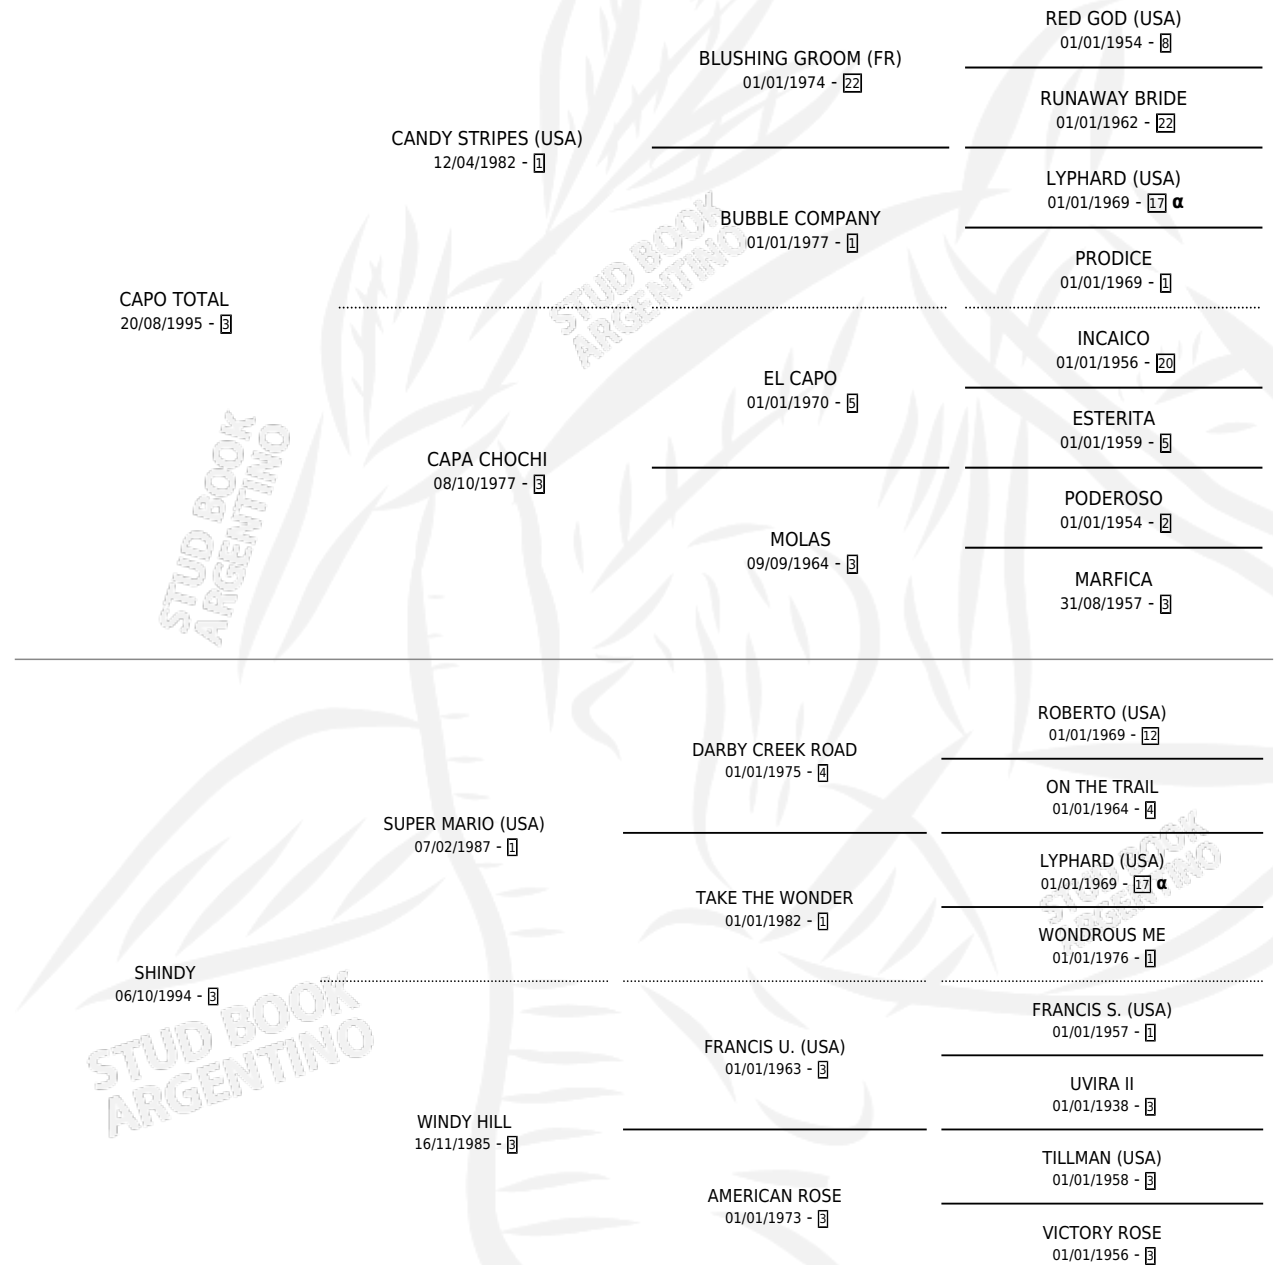 RED GOD (USA)
01/01/1954 - 8
BLUSHING GROOM (FR)
01/01/1974 - 22
RUNAWAY BRIDE
01/01/1962 - 22
CANDY STRIPES (USA)
12/04/1982 - 1
LYPHARD (USA)
01/01/1969 - 17 α
BUBBLE COMPANY
01/01/1977 - 1
PRODICE
01/01/1969 - 1
CAPO TOTAL
20/08/1995 - 3
INCAICO
01/01/1956 - 20
EL CAPO
01/01/1970 - 5
ESTERITA
01/01/1959 - 5
CAPA CHOCHI
08/10/1977 - 3
PODEROSO
01/01/1954 - 2
MOLAS
09/09/1964 - 3
MARFICA
31/08/1957 - 3
ROBERTO (USA)
01/01/1969 - 12
DARBY CREEK ROAD
01/01/1975 - 4
ON THE TRAIL
01/01/1964 - 4
SUPER MARIO (USA)
07/02/1987 - 1
LYPHARD (USA)
01/01/1969 - 17 α
TAKE THE WONDER
01/01/1982 - 1
WONDROUS ME
01/01/1976 - 1
SHINDY
06/10/1994 - 3
FRANCIS S. (USA)
01/01/1957 - 1
FRANCIS U. (USA)
01/01/1963 - 3
UVIRA II
01/01/1938 - 3
WINDY HILL
16/11/1985 - 3
TILLMAN (USA)
01/01/1958 - 3
AMERICAN ROSE
01/01/1973 - 3
VICTORY ROSE
01/01/1956 - 3
STUD BOOK
ARGENTINO
STUD BOOK
ARGENTINO
STUD BOOK
ARGENTINO
STUD BOOK
ARGENTINO